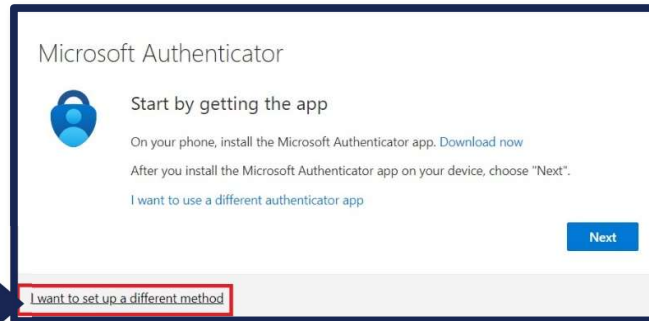 Microsoft Authenticator
Start by getting the app
On your phone, install the Microsoft Authenticator app. Download now
After you install the Microsoft Authenticator app on your device, choose "Next".
I want to use a different authenticator app
Next
I want to set up a different method